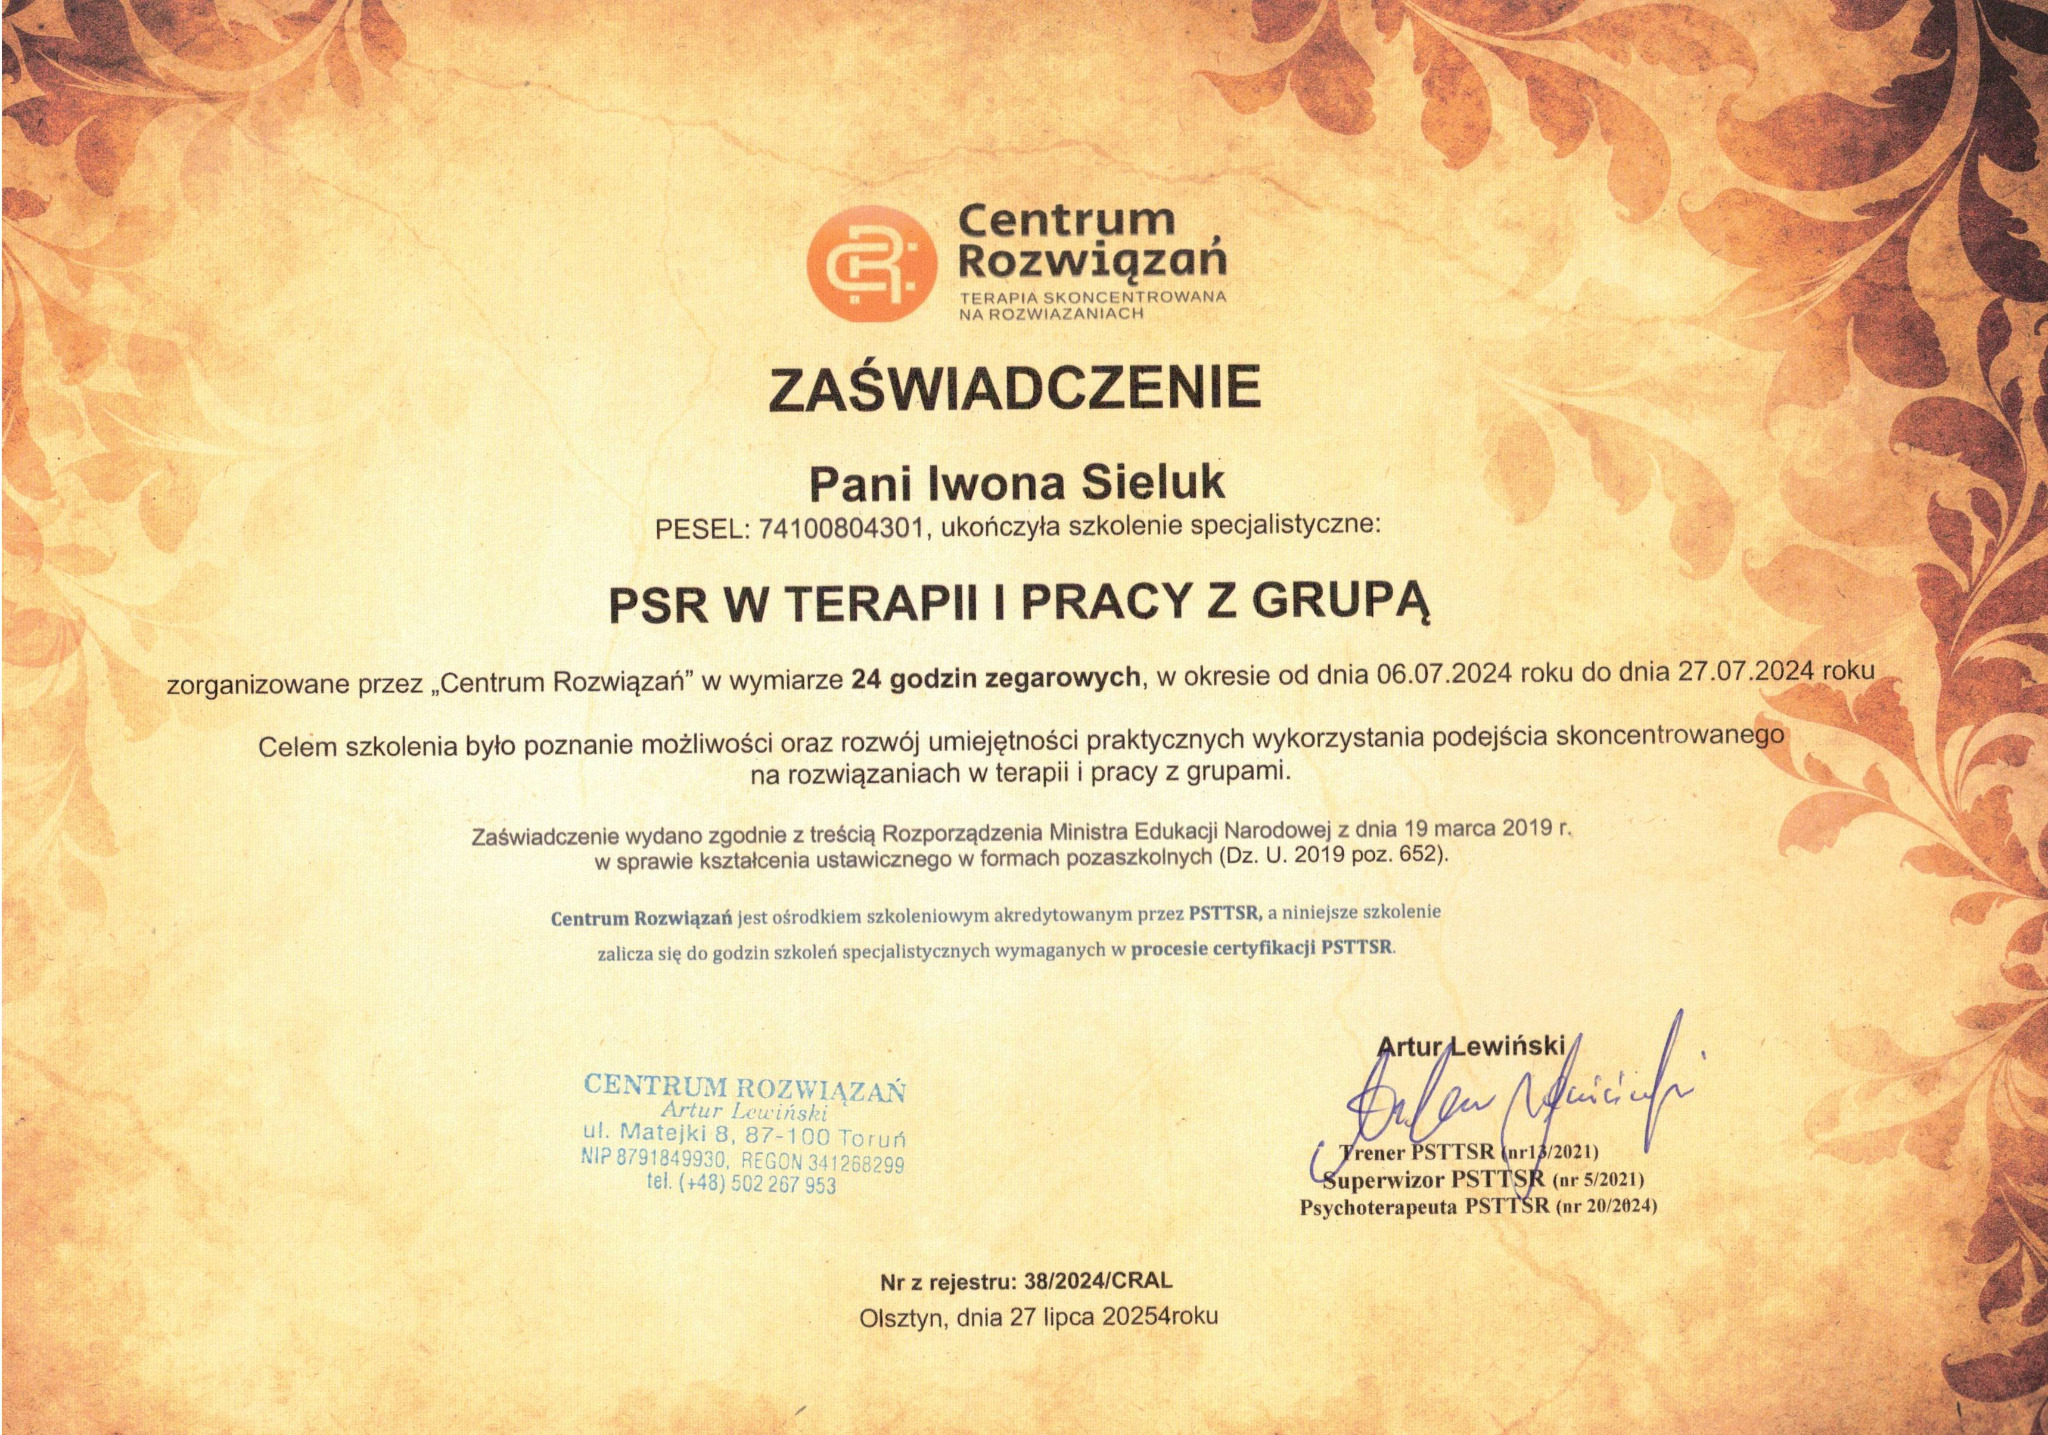 Centrum
Rozwiązań
TERAPIA SKONCENTROWANA
NA ROZWIAZANIACH
ZAŚWIADCZENIE
Pani Iwona Sieluk
PESEL: 74100804301, ukończyła szkolenie specjalistyczne:
PSR W TERAPII I PRACY Z GRUPĄ
zorganizowane przez „Centrum Rozwiązań” w wymiarze 24 godzin zegarowych, w okresie od dnia 06.07.2024 roku do dnia 27.07.2024 roku
Celem szkolenia było poznanie możliwości oraz rozwój umiejętności praktycznych wykorzystania podejścia skoncentrowanego
na rozwiązaniach w terapii i pracy z grupami.
Zaświadczenie wydano zgodnie z treścią Rozporządzenia Ministra Edukacji Narodowej z dnia 19 marca 2019 r.
w sprawie kształcenia ustawicznego w formach pozaszkolnych (Dz. U. 2019 poz. 652).
Centrum Rozwiązań jest ośrodkiem szkoleniowym akredytowanym przez PSTTSR, a niniejsze szkolenie
zalicza się do godzin szkoleń specjalistycznych wymaganych w procesie certyfikacji PSTTSR.
CENTRUM ROZWIĄZAŃ
Artur Lewiński
ul. Matejki 8, 87-100 Toruń
NIP 8791849930, REGON 341268299
tel. (+48) 502 267 953
Artur Lewiński
Artur Lewiński
Trener PSTTSR (nr13/2021)
Superwizor PSTTSR (nr 5/2021)
Psychoterapeuta PSTTSR (nr 20/2024)
Nr z rejestru: 38/2024/CRAL
Olsztyn, dnia 27 lipca 20254roku